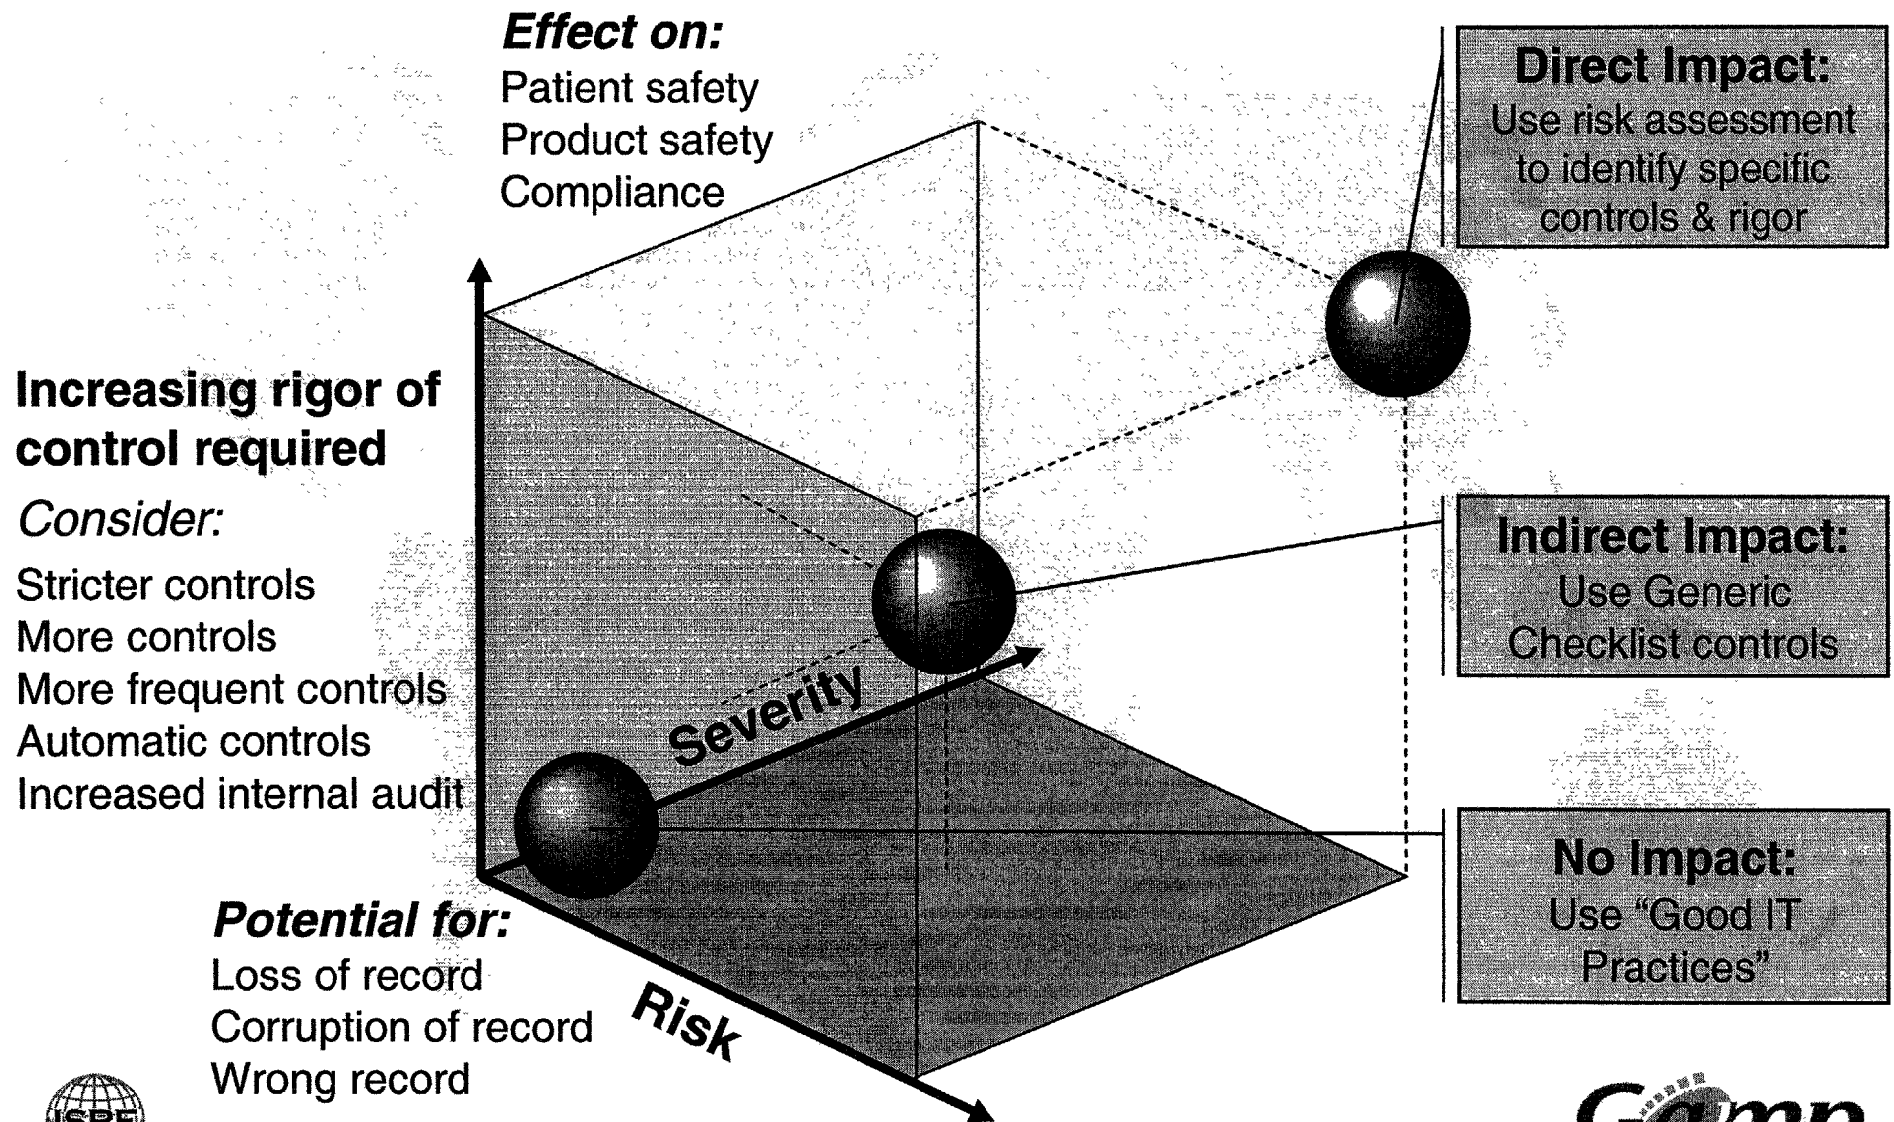 Effect on:
Patient safety
Product safety
Compliance
Direct Impact:
Use risk assessment
to identify specific
controls & rigor
Increasing rigor of
control required
Consider:
Stricter controls
More controls
More frequent controls
Automatic controls
Increased internal audit
Indirect Impact:
Use Generic
Checklist controls
Severity
No Impact:
Use “Good IT
Practices”
Potential for:
Loss of record
Corruption of record
Wrong record
Risk
ISPE
Gamp